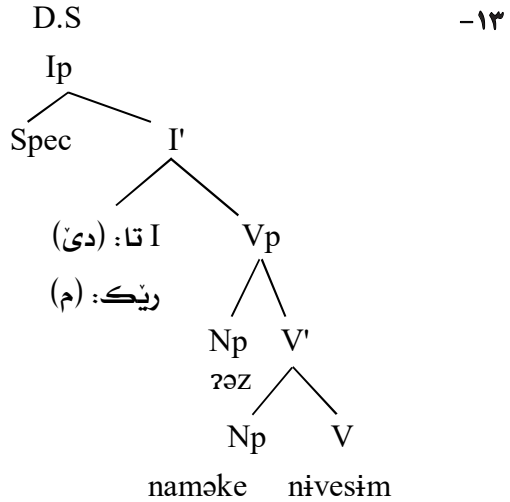 D.S -١٣
Ip
Spec I'
I تا: (دێ) Vp
ڕێک: (م)
Np V'
ʔəz
Np V
naməke nɨvesɨm